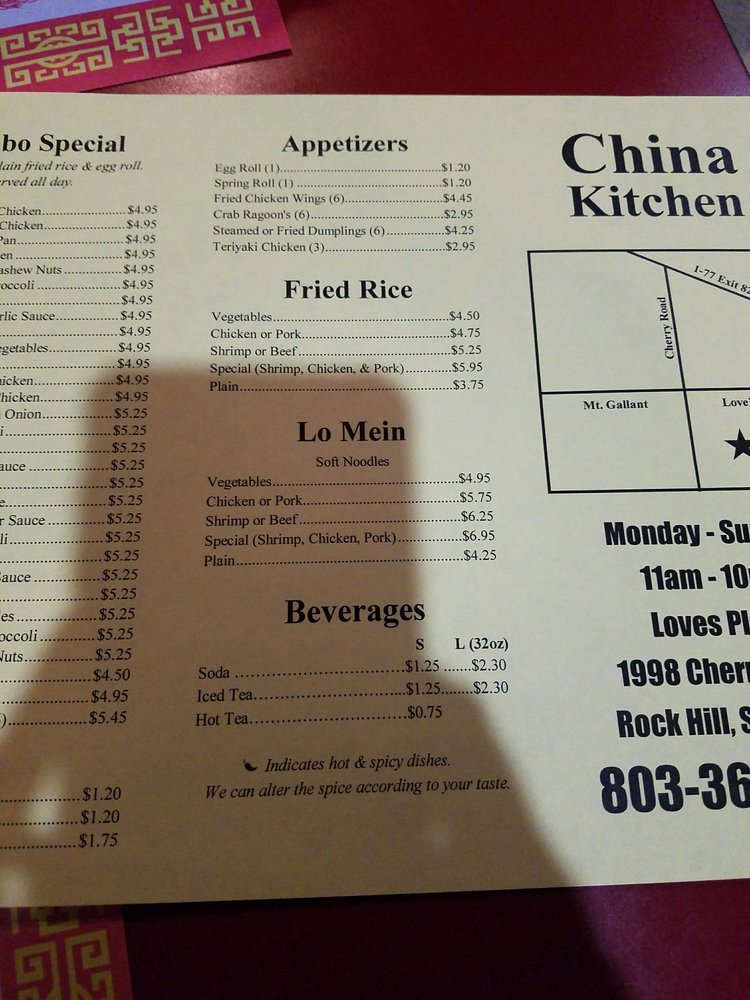 bo Special
lain fried rice & egg roll.
erved all day.
Chicken..............................$4.95
Chicken..............................$4.95
Pan..............................$4.95
en..............................$4.95
ashew Nuts..............................$4.95
roccoli..............................$4.95
..............................$4.95
rlic Sauce..............................$4.95
..............................$4.95
egetables..............................$4.95
..............................$4.95
hicken..............................$4.95
Chicken..............................$4.95
Onion..............................$5.25
i..............................$5.25
..............................$5.25
auce..............................$5.25
..............................$5.25
e..............................$5.25
r Sauce..............................$5.25
li..............................$5.25
..............................$5.25
Sauce..............................$5.25
..............................$5.25
es..............................$5.25
occoli..............................$5.25
Nuts..............................$5.25
..............................$4.50
..............................$4.95
)..............................$5.45
..............................$1.20
..............................$1.20
..............................$1.75
Appetizers
Egg Roll (1)..............................$1.20
Spring Roll (1)..............................$1.20
Fried Chicken Wings (6)..............................$4.45
Crab Ragoon's (6)..............................$2.95
Steamed or Fried Dumplings (6)..............................$4.25
Teriyaki Chicken (3)..............................$2.95
Fried Rice
Vegetables..............................$4.50
Chicken or Pork..............................$4.75
Shrimp or Beef..............................$5.25
Special (Shrimp, Chicken, & Pork)..............................$5.95
Plain..............................$3.75
Lo Mein
Soft Noodles
Vegetables..............................$4.95
Chicken or Pork..............................$5.75
Shrimp or Beef..............................$6.25
Special (Shrimp, Chicken, Pork)..............................$6.95
Plain..............................$4.25
Beverages
S L (32oz)
Soda ..............................$1.25 .......$2.30
Iced Tea..............................$1.25.......$2.30
Hot Tea..............................$0.75
Indicates hot & spicy dishes.
We can alter the spice according to your taste.
China
Kitchen
I-77 Exit 82
Cherry Road
Mt. Gallant
Love'
Monday - Su
11am - 10
Loves Pl
1998 Cherr
Rock Hill, S
803-36